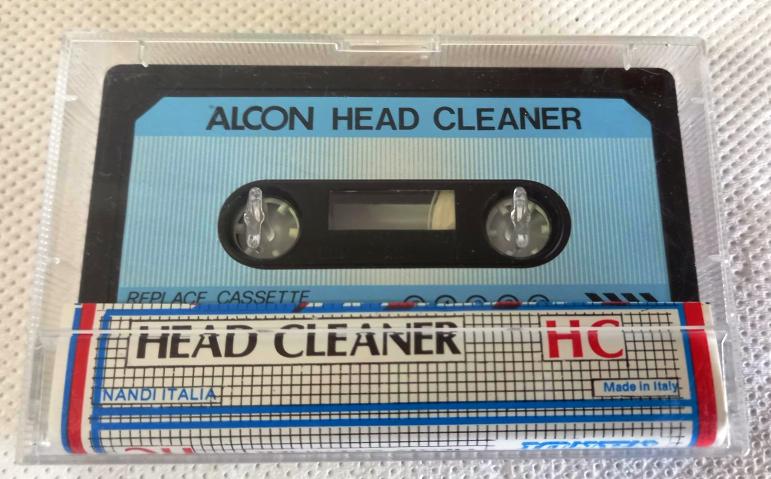 ALCON HEAD CLEANER
REPLACE CASSETTE
HEAD CLEANER HC
NANDI ITALIA
Made in Italy